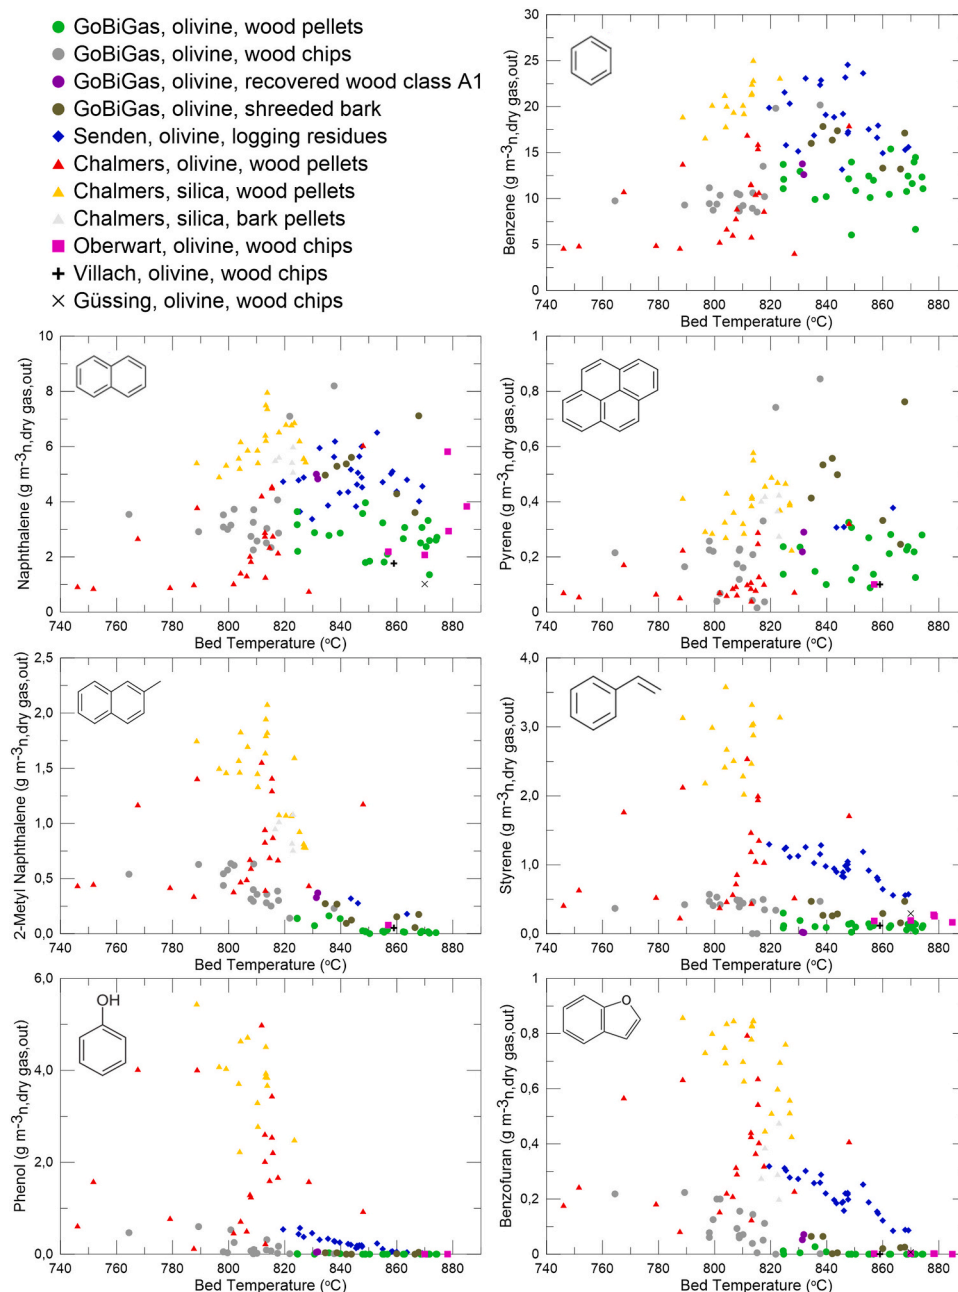 GoBiGas, olivine, wood pellets
GoBiGas, olivine, wood chips
GoBiGas, olivine, recovered wood class A1
GoBiGas, olivine, shreeded bark
Senden, olivine, logging residues
Chalmers, olivine, wood pellets
Chalmers, silica, wood pellets
Chalmers, silica, bark pellets
Oberwart, olivine, wood chips
Villach, olivine, wood chips
Güssing, olivine, wood chips
Benzene (g m-3n,dry gas,out)
30
25
20
15
10
5
0
740 760 780 800 820 840 860 880
Bed Temperature (oC)
Naphthalene (g m-3n,dry gas,out)
10
8
6
4
2
0
740 760 780 800 820 840 860 880
Bed Temperature (oC)
Pyrene (g m-3n,dry gas,out)
1
0,8
0,6
0,4
0,2
0
740 760 780 800 820 840 860 880
Bed Temperature (oC)
2-Metyl Naphthalene (g m-3n,dry gas,out)
2,5
2,0
1,5
1,0
0,5
0,0
740 760 780 800 820 840 860 880
Bed Temperature (oC)
Styrene (g m-3n,dry gas,out)
4,0
3,0
2,0
1,0
0,0
740 760 780 800 820 840 860 880
Bed Temperature (oC)
Phenol (g m-3n,dry gas,out)
6,0
4,0
2,0
0,0
OH
740 760 780 800 820 840 860 880
Bed Temperature (oC)
Benzofuran (g m-3n,dry gas,out)
1
0,8
0,6
0,4
0,2
0
O
740 760 780 800 820 840 860 880
Bed Temperature (oC)